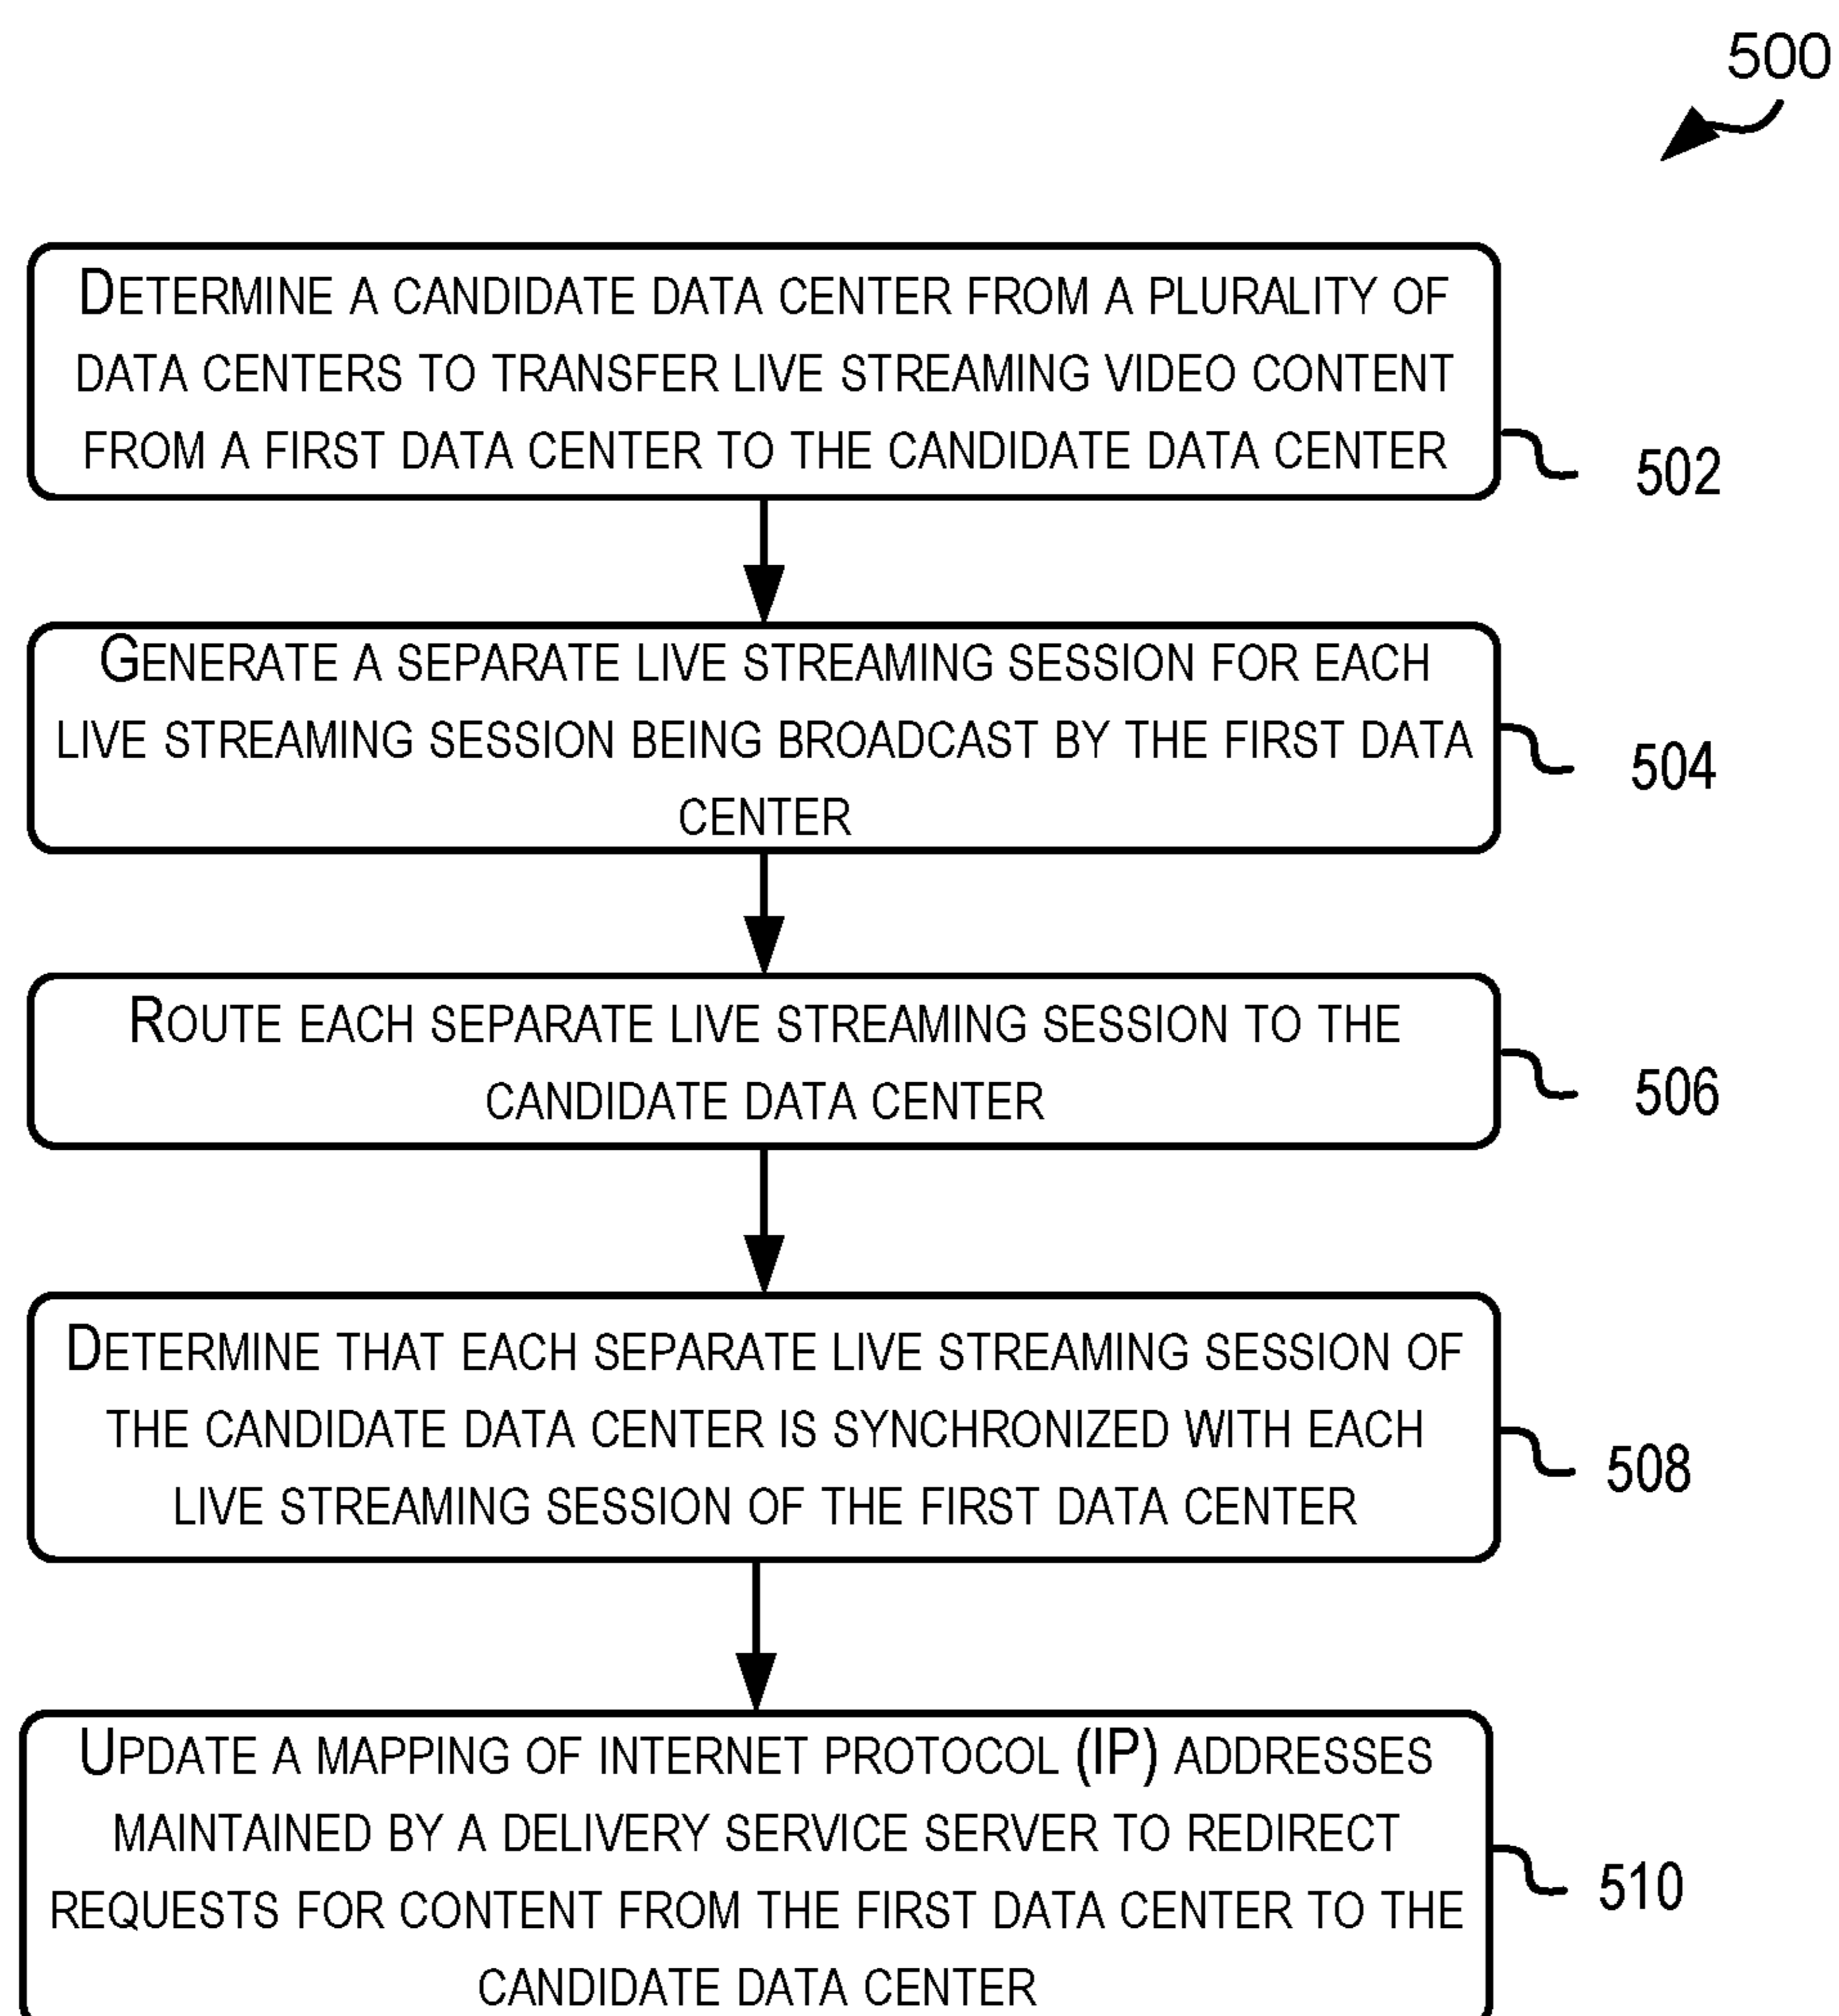 500
DETERMINE A CANDIDATE DATA CENTER FROM A PLURALITY OF
DATA CENTERS TO TRANSFER LIVE STREAMING VIDEO CONTENT
FROM A FIRST DATA CENTER TO THE CANDIDATE DATA CENTER
502
GENERATE A SEPARATE LIVE STREAMING SESSION FOR EACH
LIVE STREAMING SESSION BEING BROADCAST BY THE FIRST DATA
CENTER
504
ROUTE EACH SEPARATE LIVE STREAMING SESSION TO THE
CANDIDATE DATA CENTER
506
DETERMINE THAT EACH SEPARATE LIVE STREAMING SESSION OF
THE CANDIDATE DATA CENTER IS SYNCHRONIZED WITH EACH
LIVE STREAMING SESSION OF THE FIRST DATA CENTER
508
UPDATE A MAPPING OF INTERNET PROTOCOL (IP) ADDRESSES
MAINTAINED BY A DELIVERY SERVICE SERVER TO REDIRECT
REQUESTS FOR CONTENT FROM THE FIRST DATA CENTER TO THE
CANDIDATE DATA CENTER
510